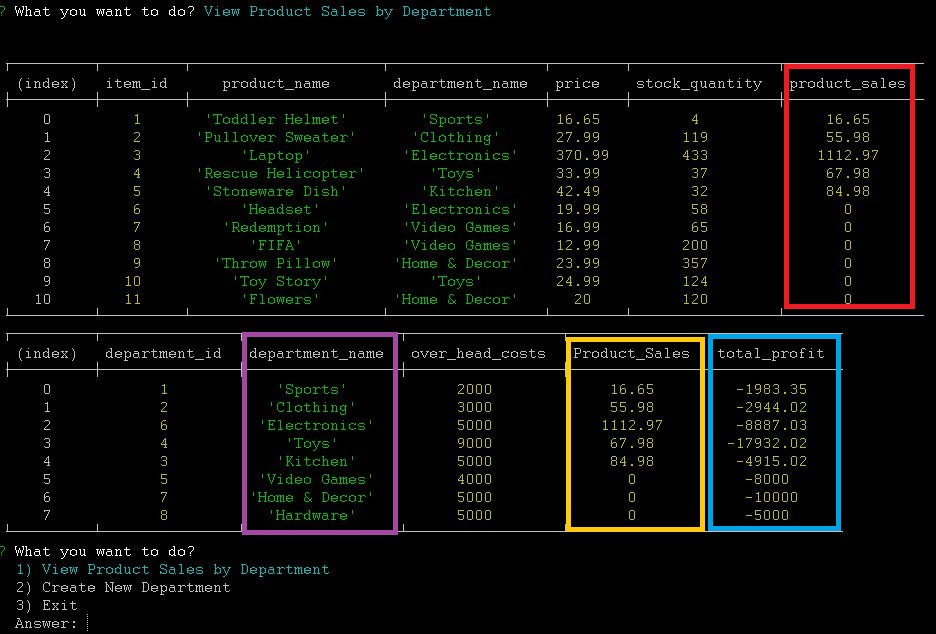 ? What you want to do? View Product Sales by Department
(index) item_id product_name department_name price stock_quantity product_sales
0 1 'Toddler Helmet' 'Sports' 16.65 4 16.65
1 2 'Pullover Sweater' 'Clothing' 27.99 119 55.98
2 3 'Laptop' 'Electronics' 370.99 433 1112.97
3 4 'Rescue Helicopter' 'Toys' 33.99 37 67.98
4 5 'Stoneware Dish' 'Kitchen' 42.49 32 84.98
5 6 'Headset' 'Electronics' 19.99 58 0
6 7 'Redemption' 'Video Games' 16.99 65 0
7 8 'FIFA' 'Video Games' 12.99 200 0
8 9 'Throw Pillow' 'Home & Decor' 23.99 357 0
9 10 'Toy Story' 'Toys' 24.99 124 0
10 11 'Flowers' 'Home & Decor' 20 120 0
(index) department_id department_name over_head_costs Product_Sales total_profit
0 1 'Sports' 2000 16.65 -1983.35
1 2 'Clothing' 3000 55.98 -2944.02
2 6 'Electronics' 5000 1112.97 -8887.03
3 4 'Toys' 9000 67.98 -17932.02
4 3 'Kitchen' 5000 84.98 -4915.02
5 5 'Video Games' 4000 0 -8000
6 7 'Home & Decor' 5000 0 -10000
7 8 'Hardware' 5000 0 -5000
? What you want to do?
1) View Product Sales by Department
2) Create New Department
3) Exit
Answer: